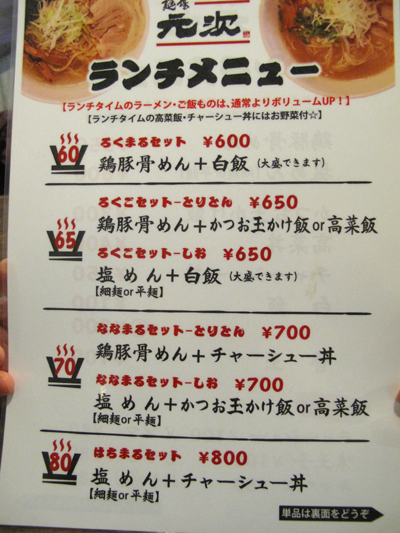 麺や
元次
ランチメニュー
【ランチタイムのラーメン・ご飯ものは、通常よりボリュームUP!】
【ランチタイムの高菜飯・チャーシュー丼にはお野菜付☆】
60 ろくまるセット ¥600
鶏豚骨めん+白飯(大盛できます)
ろくごセット-とりとん ¥650
65 鶏豚骨めん+かつお玉かけ飯or高菜飯
ろくごセット-しお ¥650
塩めん+白飯(大盛できます)
【細麺or平麺】
ななまるセット-とりとん ¥700
70 鶏豚骨めん+チャーシュー丼
ななまるセット-しお ¥700
塩めん+かつお玉かけ飯or高菜飯
【細麺or平麺】
80 はちまるセット ¥800
塩めん+チャーシュー丼
【細麺or平麺】
単品は裏面をどうぞ